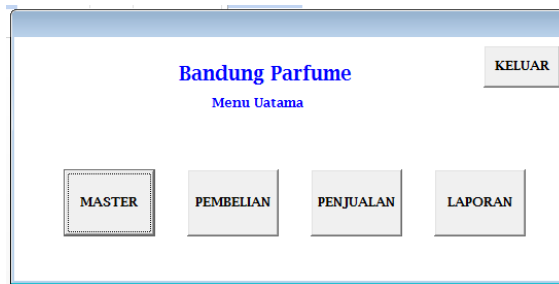 Bandung Parfume
KELUAR
Menu Uatama
MASTER PEMBELIAN PENJUALAN LAPORAN